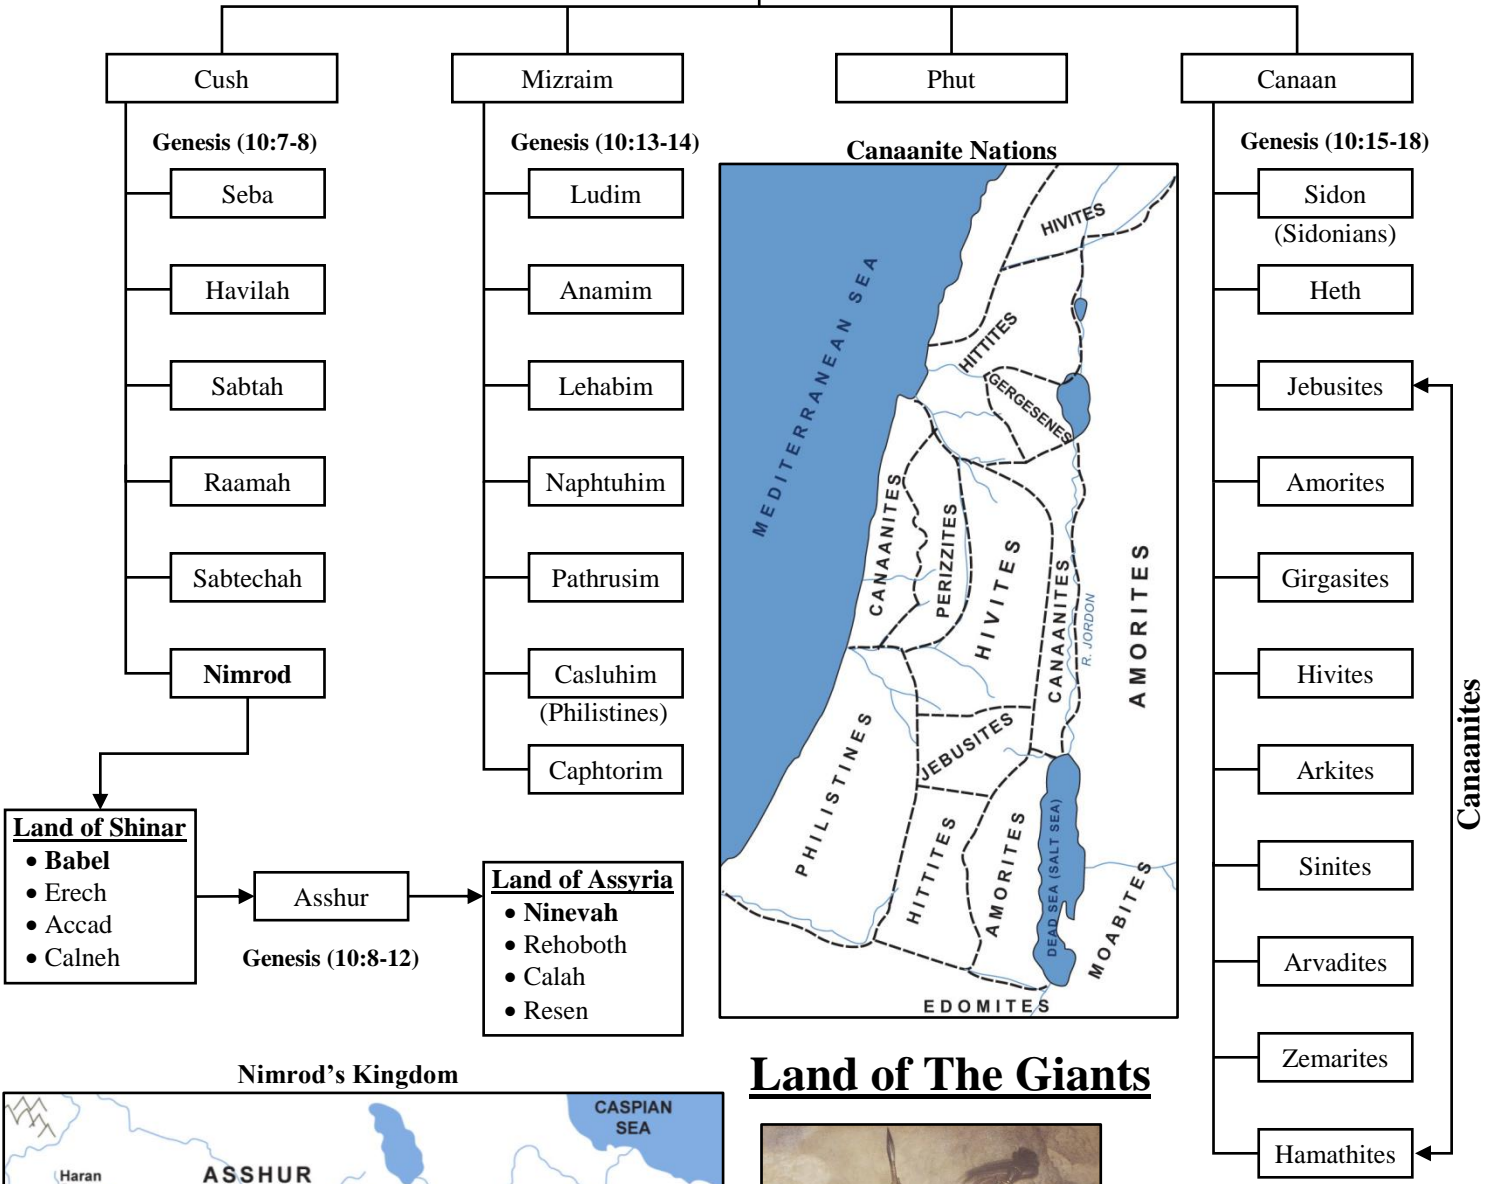 Cush
Mizraim
Phut
Canaan
Genesis (10:7-8)
Seba
Havilah
Sabtah
Raamah
Sabtechah
Nimrod
Land of Shinar
• Babel
• Erech
• Accad
• Calneh
Asshur
Genesis (10:8-12)
Land of Assyria
• Ninevah
• Rehoboth
• Calah
• Resen
Genesis (10:13-14)
Ludim
Anamim
Lehabim
Naphtuhim
Pathrusim
Casluhim
(Philistines)
Caphtorim
Canaanite Nations
MEDITERRANEAN SEA
HIVITES
HITTITES
GERGESENES
CANAANITES
PERIZZITES
HIVITES
CANAANITES
R. JORDON
AMORITES
PHILISTINES
JEBUSITES
HITTITES
AMORITES
DEAD SEA (SALT SEA)
MOABITES
EDOMITES
Genesis (10:15-18)
Sidon
(Sidonians)
Heth
Jebusites
Amorites
Girgasites
Hivites
Arkites
Sinites
Arvadites
Zemarites
Hamathites
Canaanites
Nimrod's Kingdom
CASPIAN
SEA
Haran
ASSHUR
Land of The Giants